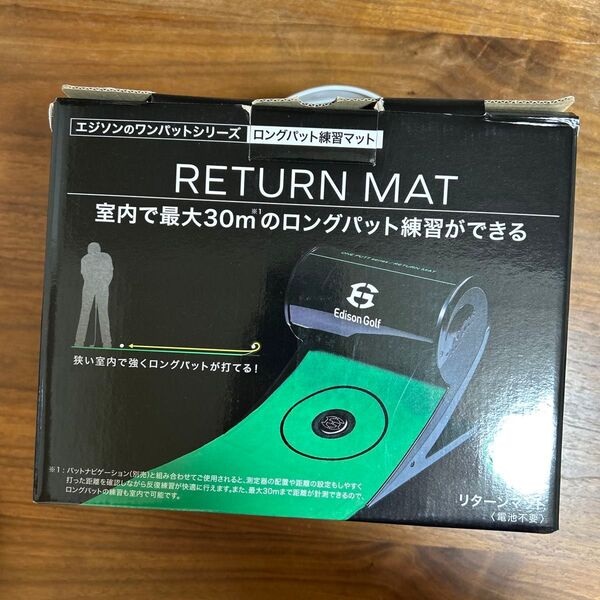 エジソンのワンパットシリーズ
ロングパット練習マット
RETURN MAT
室内で最大30m※1のロングパット練習ができる
ONE PUTT SERIES / RETURN MAT
Edison Golf
狭い室内で強くロングパットが打てる!
※1：パットナビゲーション(別売)と組み合わせてご使用されると、測定器の配置や距離の設定もしやすく
打った距離を確認しながら反復練習が快適に行えます。また、最大30mまで距離が計測できるので、
ロングパットの練習も室内で可能です。
リターンマット
〈電池不要〉